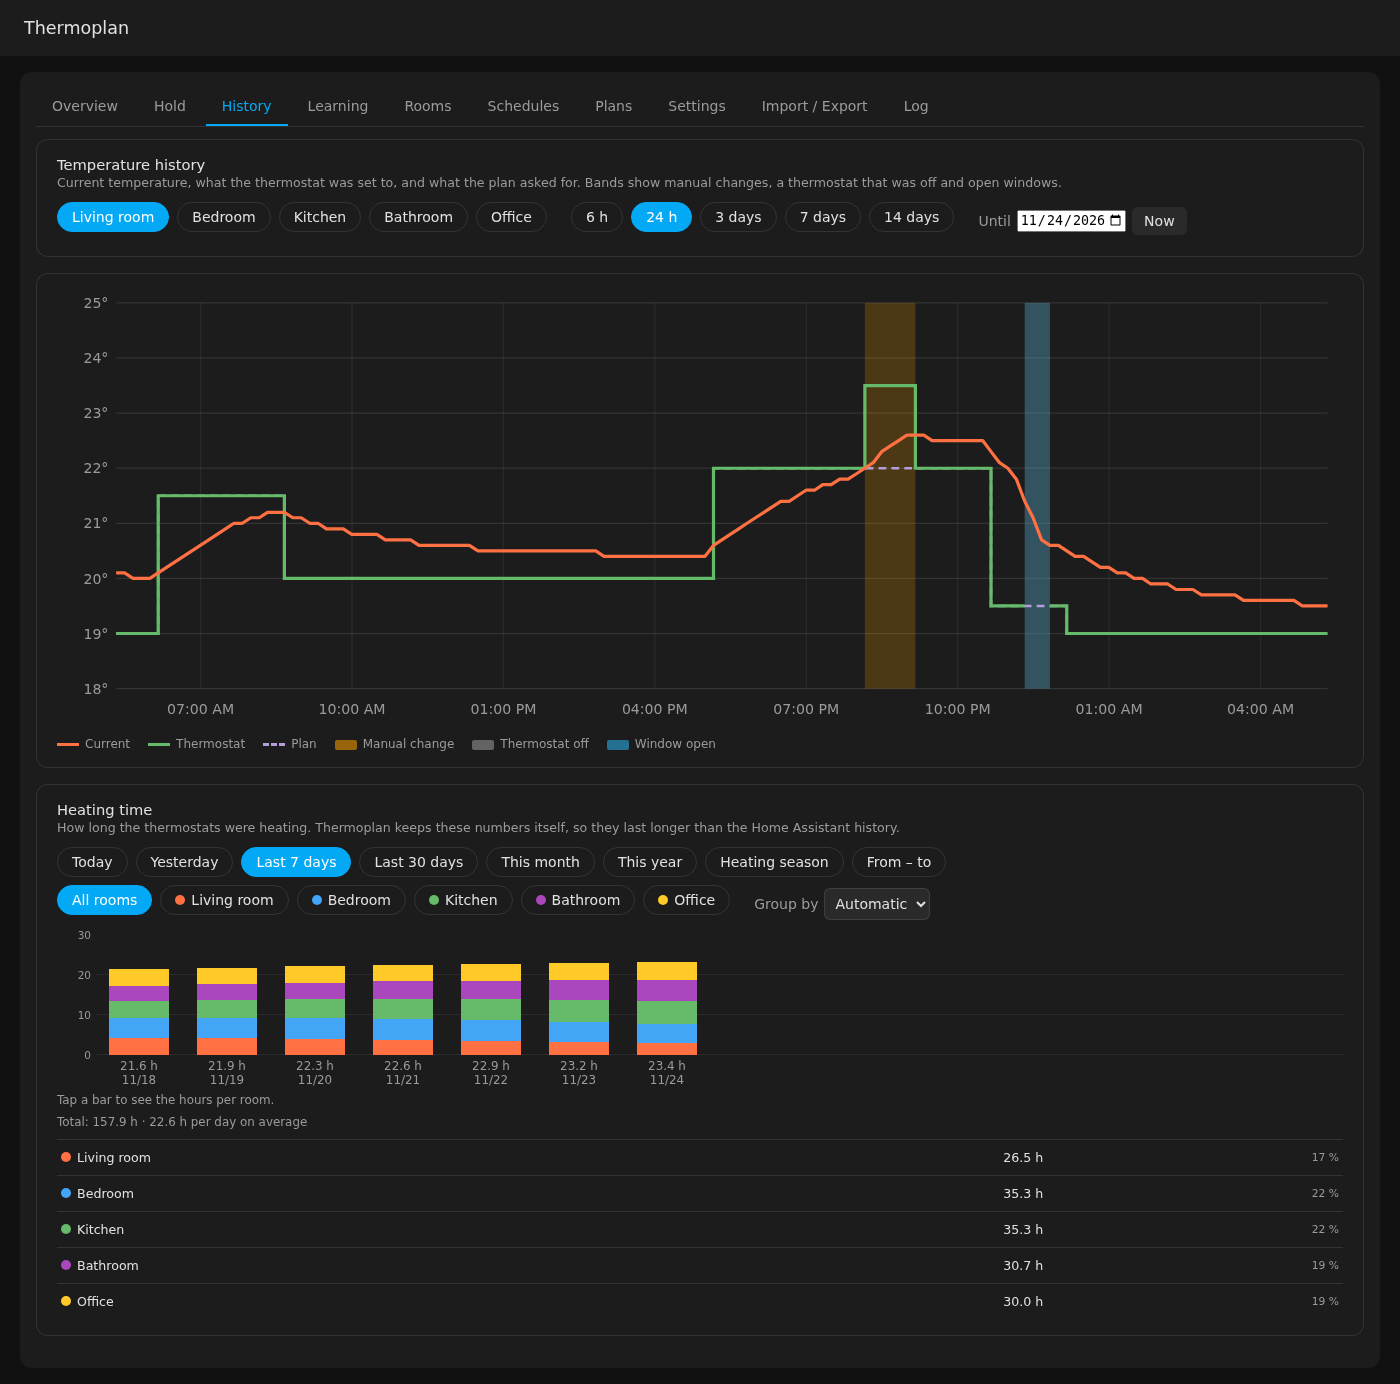 Thermoplan
Overview Hold History Learning Rooms Schedules Plans Settings Import / Export Log
Temperature history
Current temperature, what the thermostat was set to, and what the plan asked for. Bands show manual changes, a thermostat that was off and open windows.
Living room Bedroom Kitchen Bathroom Office 6 h 24 h 3 days 7 days 14 days Until 11/24/2026 Now
25°
24°
23°
22°
21°
20°
19°
18°
07:00 AM 10:00 AM 01:00 PM 04:00 PM 07:00 PM 10:00 PM 01:00 AM 04:00 AM
Current Thermostat Plan Manual change Thermostat off Window open
Heating time
How long the thermostats were heating. Thermoplan keeps these numbers itself, so they last longer than the Home Assistant history.
Today Yesterday Last 7 days Last 30 days This month This year Heating season From – to
All rooms Living room Bedroom Kitchen Bathroom Office Group by Automatic
30
20
10
0
21.6 h 21.9 h 22.3 h 22.6 h 22.9 h 23.2 h 23.4 h
11/18 11/19 11/20 11/21 11/22 11/23 11/24
Tap a bar to see the hours per room.
Total: 157.9 h · 22.6 h per day on average
Living room 26.5 h 17 %
Bedroom 35.3 h 22 %
Kitchen 35.3 h 22 %
Bathroom 30.7 h 19 %
Office 30.0 h 19 %